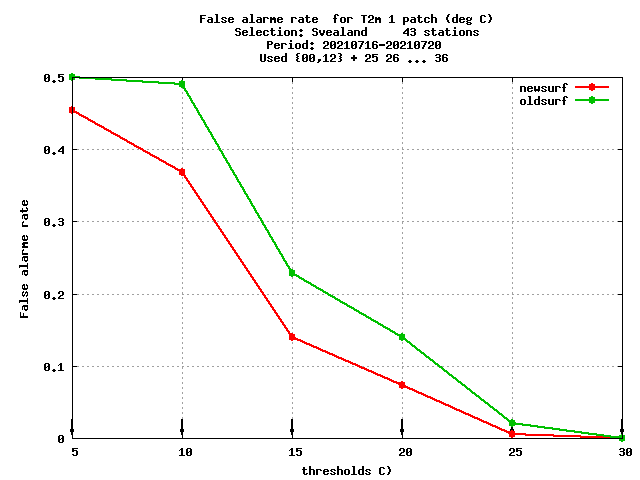 False alarme rate  for T2m 1 patch (deg C)
Selection: Svealand     43 stations
Period: 20210716-20210720
Used {00,12} + 25 26 ... 36
newsurf
oldsurf
False alarme rate
0.5
0.4
0.3
0.2
0.1
0
5 10 15 20 25 30
thresholds C)